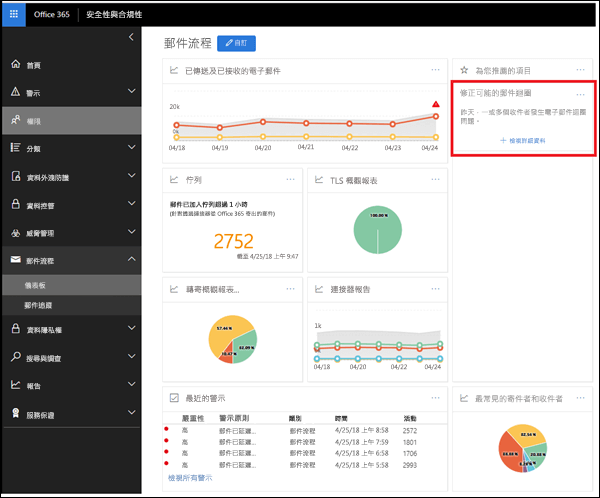 Office 365 安全性與合規性
首頁
警示
權限
分類
資料外洩防護
資料控管
威脅管理
郵件流程
儀表板
郵件追蹤
資料隱私權
搜尋與調查
報告
服務保證
郵件流程 自訂
已傳送及已接收的電子郵件
20k
0k
04/18 04/19 04/20 04/21 04/22 04/23 04/24
為您推薦的項目
修正可能的郵件迴圈
昨天，一或多個收件者發生電子郵件迴圈
問題。
檢視詳細資料
佇列
郵件已加入佇列超過 1 小時
(針對透過連接器從 Office 365 寄出的郵件)
2752
截至 4/25/18 上午 9:47
TLS 概觀報表
100.00 %
轉寄概觀報表...
57.44 %
連接器報告
1k
04/18 04/20 04/22 04/24
最近的警示
嚴重性 警示原則 類別 時間 活動
高 郵件已延遲... 郵件流程 4/25/18 上午 8:58 2572
高 郵件已延遲... 郵件流程 4/25/18 上午 7:59 1801
高 郵件已延遲... 郵件流程 4/25/18 上午 6:58 1706
高 郵件已延遲... 郵件流程 4/25/18 上午 5:58 2993
檢視所有警示
最常見的寄件者和收件者